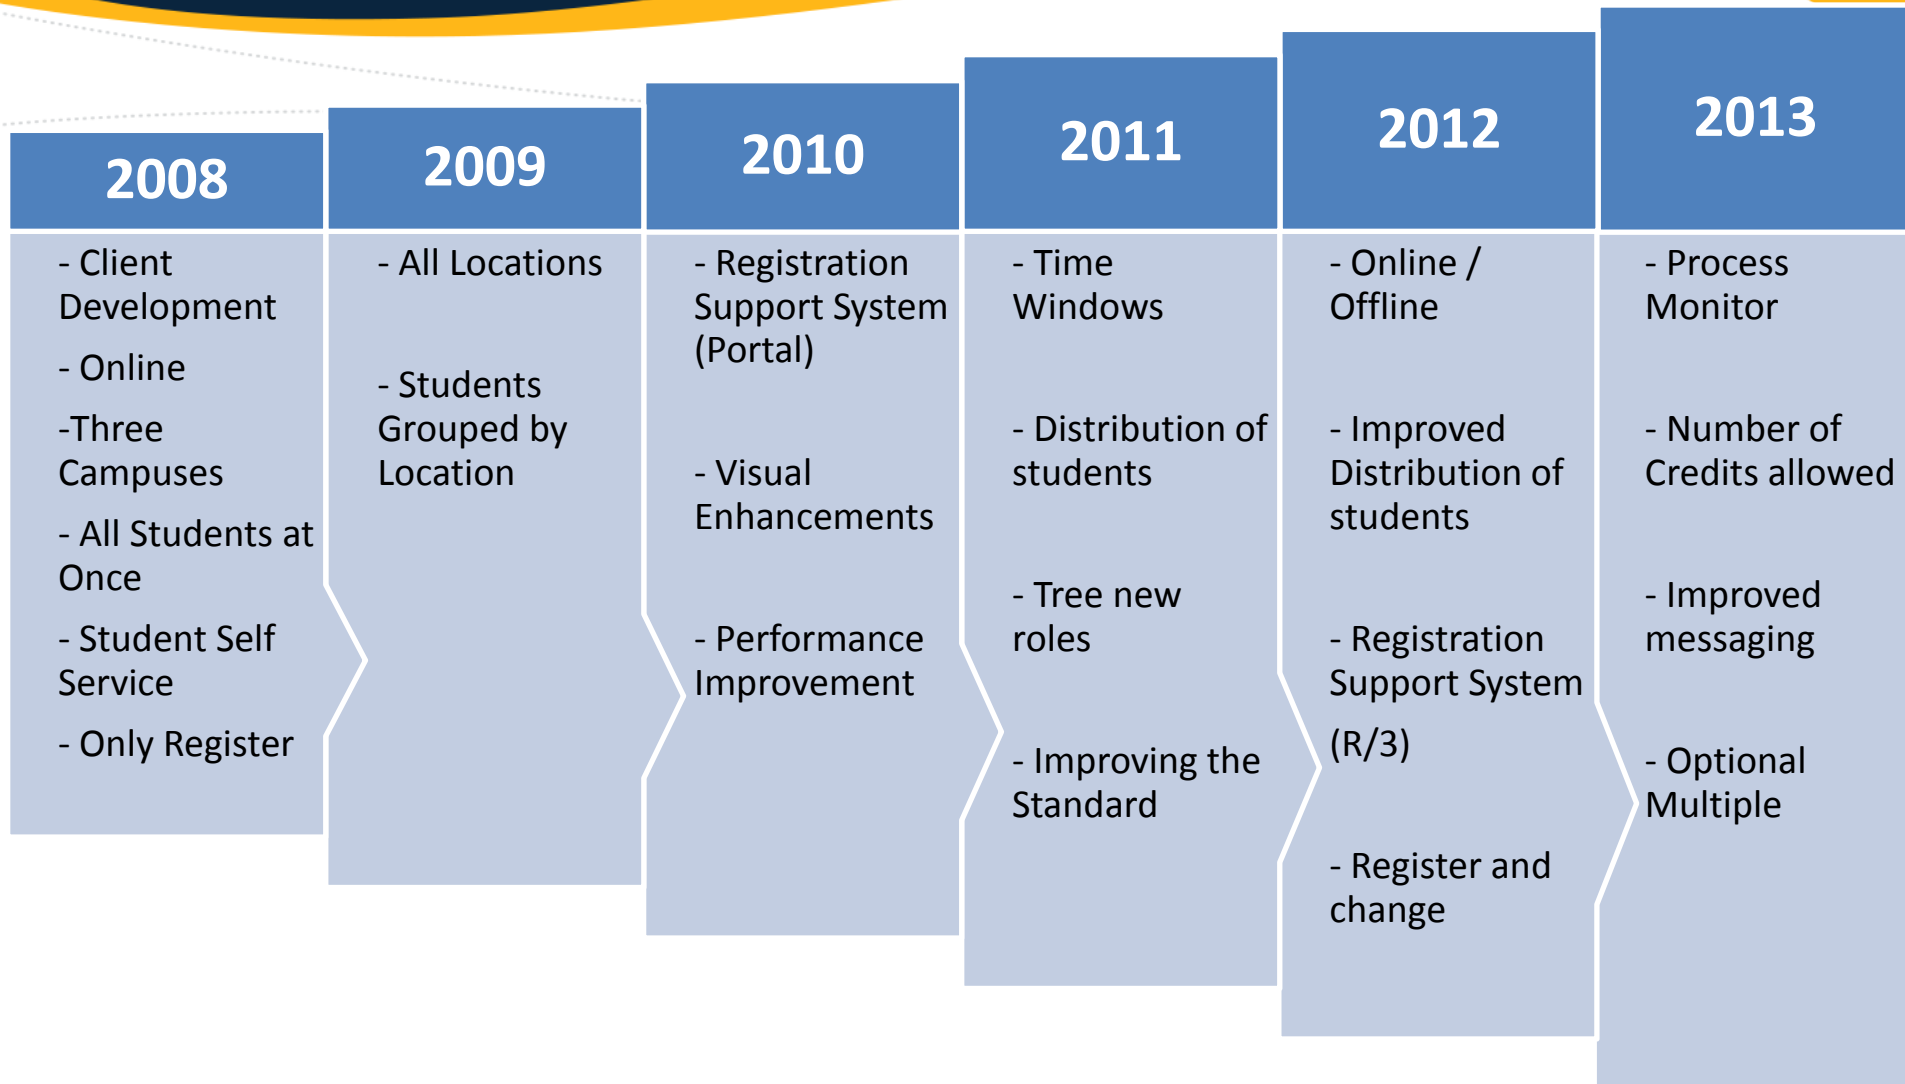 2008
- Client
Development
- Online
-Three
Campuses
- All Students at
Once
- Student Self
Service
- Only Register
2009
- All Locations
- Students
Grouped by
Location
2010
- Registration
Support System
(Portal)
- Visual
Enhancements
- Performance
Improvement
2011
- Time
Windows
- Distribution of
students
- Tree new
roles
- Improving the
Standard
2012
- Online /
Offline
- Improved
Distribution of
students
- Registration
Support System
(R/3)
- Register and
change
2013
- Process
Monitor
- Number of
Credits allowed
- Improved
messaging
- Optional
Multiple